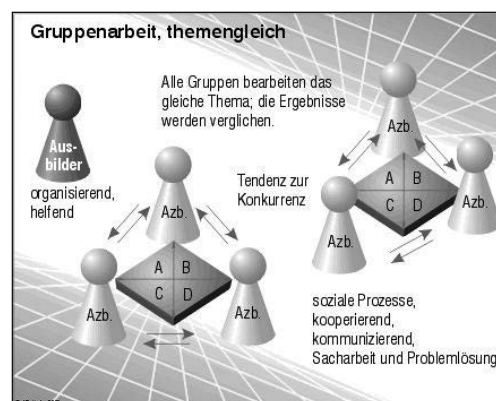 Gruppenarbeit, themengleich
Alle Gruppen bearbeiten das
gleiche Thema; die Ergebnisse
werden verglichen.
Aus-
bilder
organisierend,
helfend
Tendenz zur
Konkurrenz
Azb.
A B
C D
Azb.
Azb.
Azb.
A B
C D
Azb.
Azb.
soziale Prozesse,
kooperierend,
kommunizierend,
Sacharbeit und Problemlösung